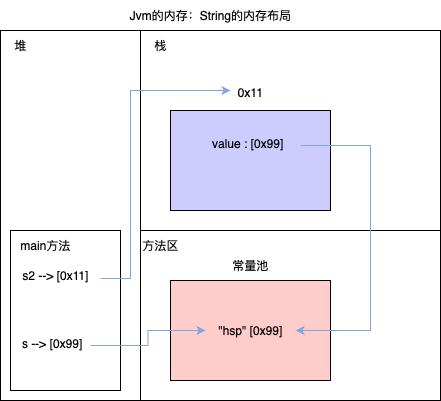 Jvm的内存：String的内存布局
堆
栈
0x11
value : [0x99]
main方法
方法区
s2 --> [0x11]
常量池
s --> [0x99]
"hsp" [0x99]